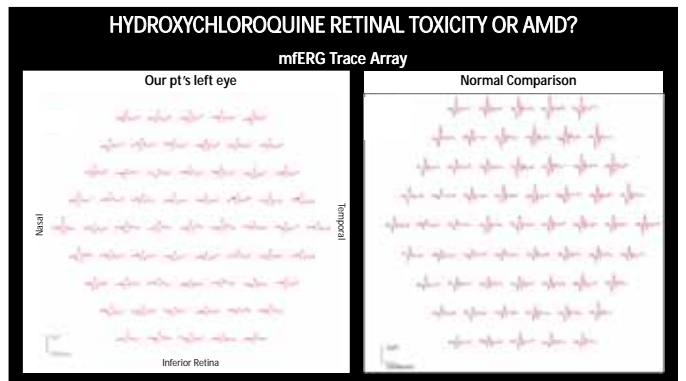 HYDROXYCHLOROQUINE RETINAL TOXICITY OR AMD?
mfERG Trace Array
Our pt's left eye
Normal Comparison
Nasal
Temporal
Inferior Retina